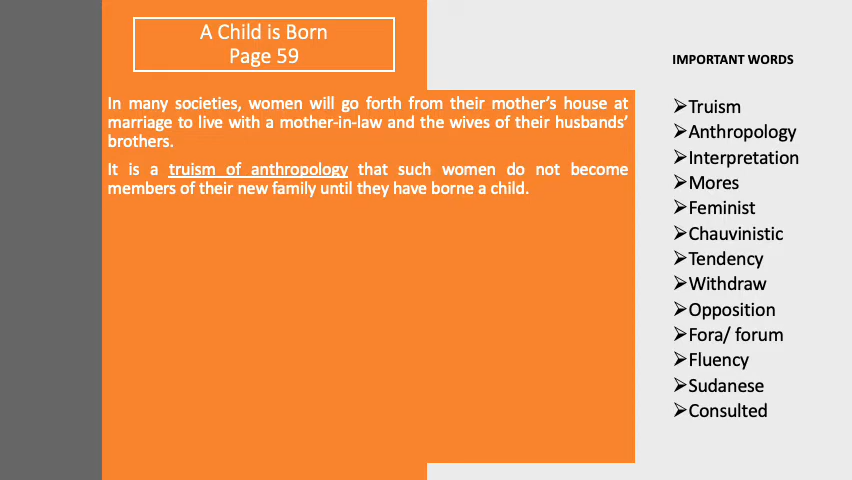 A Child is Born
Page 59
In many societies, women will go forth from their mother's house at
marriage to live with a mother-in-law and the wives of their husbands'
brothers.
It is a truism of anthropology that such women do not become
members of their new family until they have borne a child.
IMPORTANT WORDS
➢Truism
➢Anthropology
➢Interpretation
➢Mores
➢Feminist
➢Chauvinistic
➢Tendency
➢Withdraw
➢Opposition
➢Fora/ forum
➢Fluency
➢Sudanese
➢Consulted